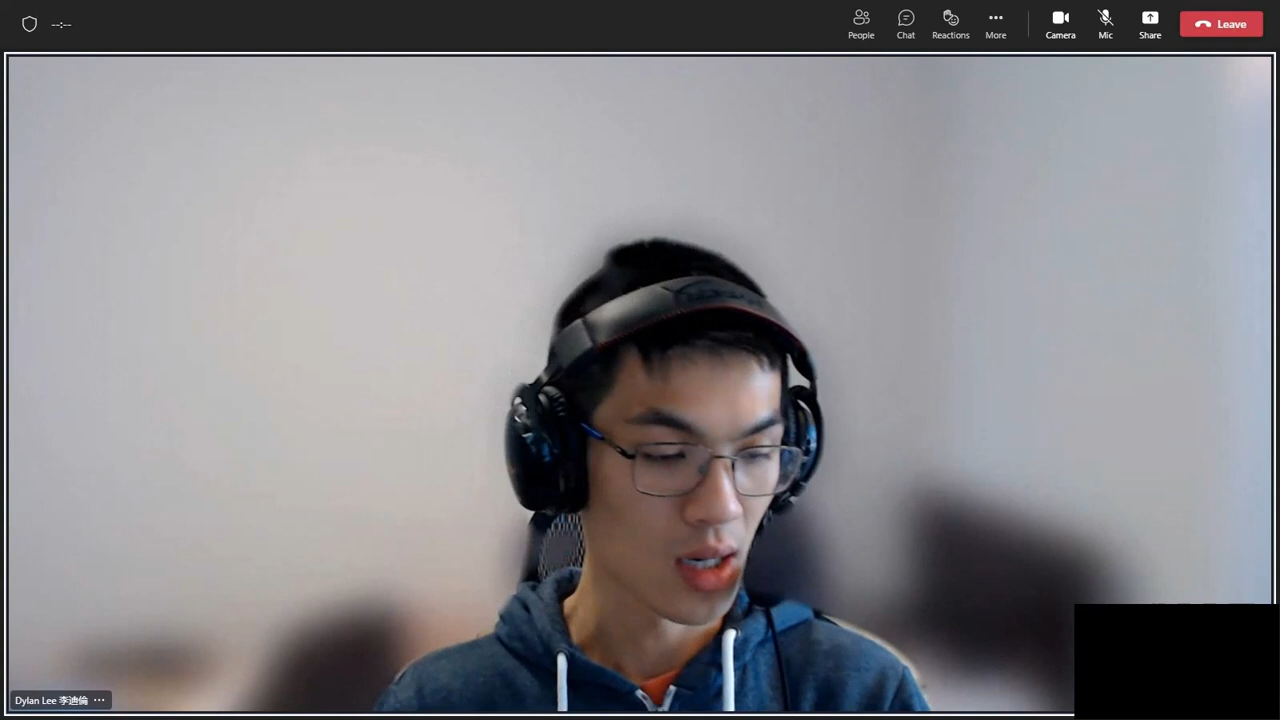 --:--
People
Chat
Reactions
More
Camera
Mic
Share
Leave
Dylan Lee 李迪倫